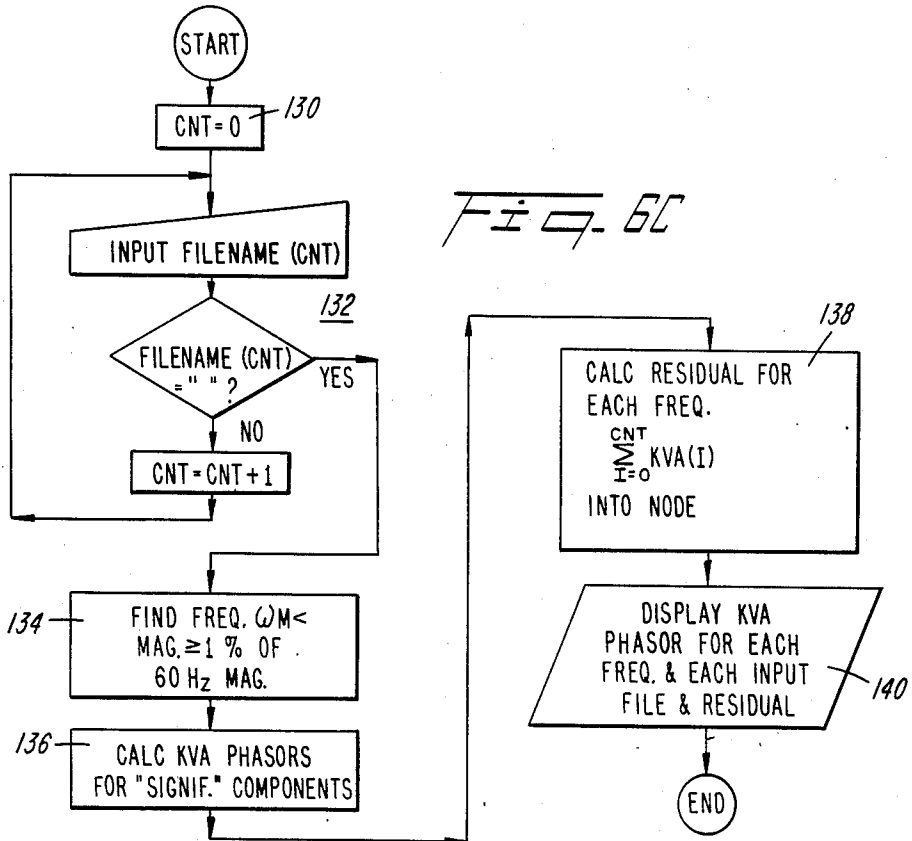 START
CNT = 0
130
INPUT FILENAME (CNT)
132
FILENAME (CNT)
= " " ?
YES
NO
CNT = CNT + 1
134
FIND FREQ. ωM<
MAG. ≥ 1 % OF
60 Hz MAG.
136
CALC KVA PHASORS
FOR "SIGNIF." COMPONENTS
Fig. 6C
138
CALC RESIDUAL FOR
EACH FREQ.
CNT
Σ KVA(I)
I=0
INTO NODE
DISPLAY KVA
PHASOR FOR EACH
FREQ. & EACH INPUT
FILE & RESIDUAL
140
END